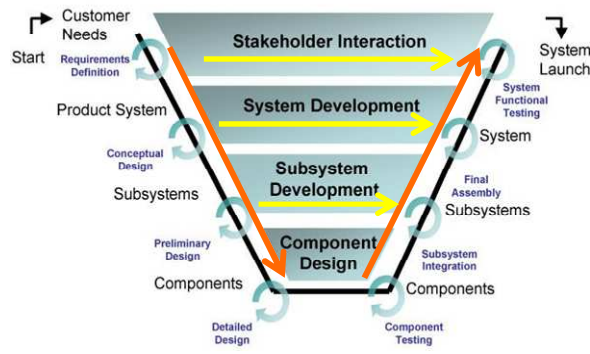 Customer
Needs
Start
Requirements
Definition
Stakeholder Interaction
System
Launch
System
Functional
Testing
Product System
System Development
System
Conceptual
Design
Subsystem
Development
Final
Assembly
Subsystems
Subsystems
Preliminary
Design
Component
Design
Subsystem
Integration
Components
Components
Detailed
Design
Component
Testing